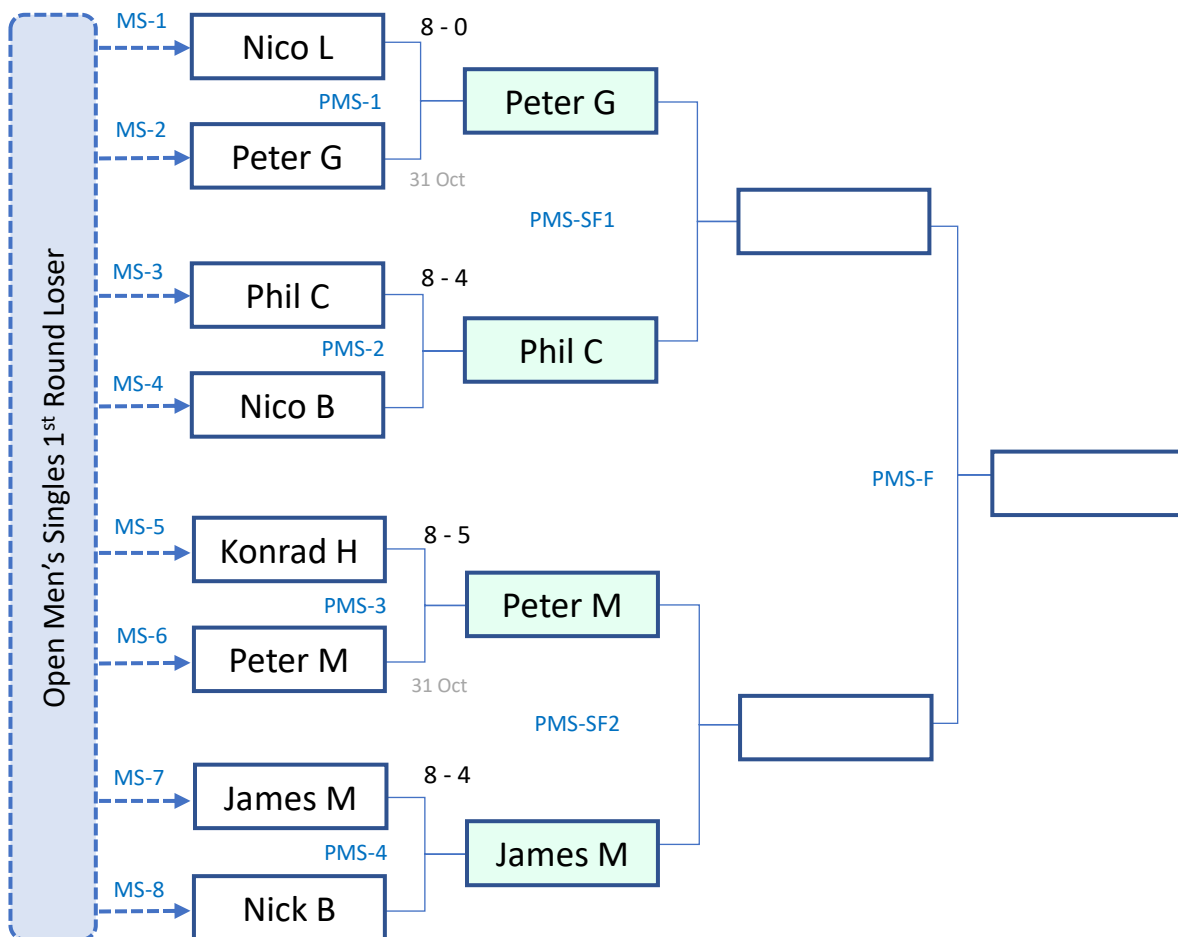 Open Men's Singles 1st Round Loser
MS-1
Nico L
8 - 0
PMS-1
Peter G
MS-2
Peter G
31 Oct
PMS-SF1
MS-3
Phil C
8 - 4
PMS-2
Phil C
MS-4
Nico B
PMS-F
MS-5
Konrad H
8 - 5
PMS-3
Peter M
MS-6
Peter M
31 Oct
PMS-SF2
MS-7
James M
8 - 4
PMS-4
James M
MS-8
Nick B